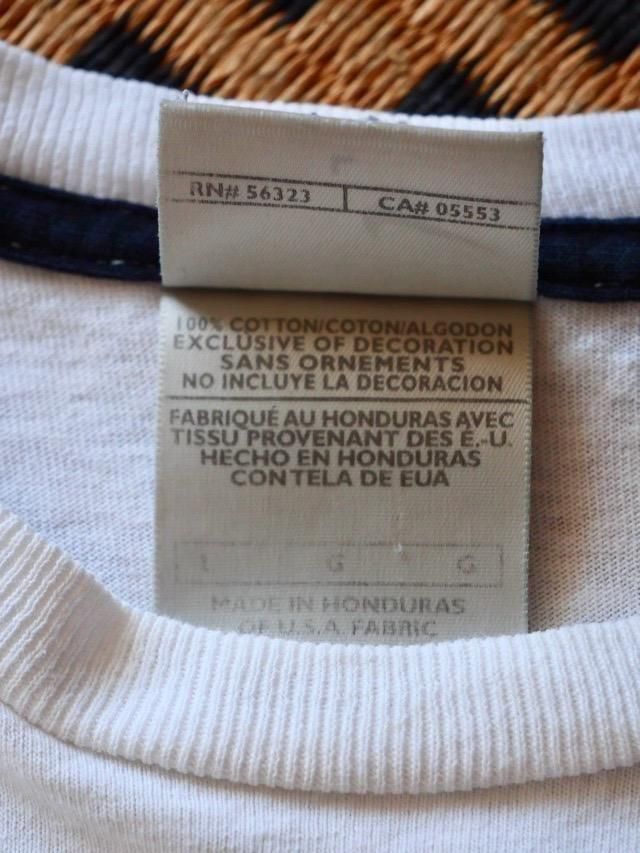 RN# 56323 CA# 05553
100% COTTON/COTON/ALGODON
EXCLUSIVE OF DECORATION
SANS ORNEMENTS
NO INCLUYE LA DECORACION
FABRIQUÉ AU HONDURAS AVEC
TISSU PROVENANT DES É.-U.
HECHO EN HONDURAS
CON TELA DE EUA
L G G
MADE IN HONDURAS
OF U.S.A. FABRIC